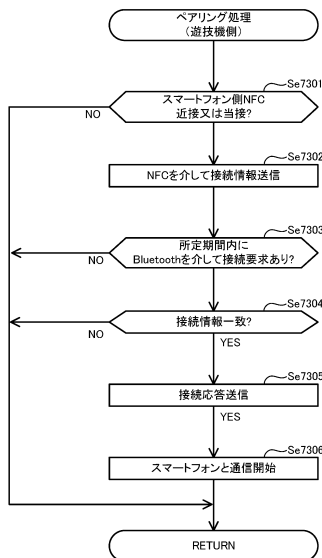 ペアリング処理
(遊技機側)
Se7301
スマートフォン側NFC
近接又は当接?
NO
Se7302
NFCを介して接続情報送信
Se7303
所定期間内に
Bluetoothを介して接続要求あり?
NO
Se7304
接続情報一致?
NO
YES
Se7305
接続応答送信
YES
Se7306
スマートフォンと通信開始
RETURN